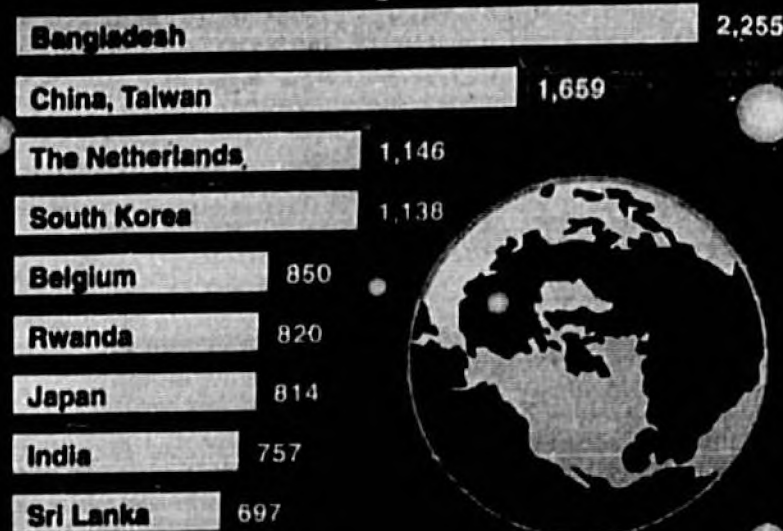 Bangladesh 2,255
China, Taiwan 1,659
The Netherlands 1,146
South Korea 1,138
Belgium 850
Rwanda 820
Japan 814
India 757
Sri Lanka 697